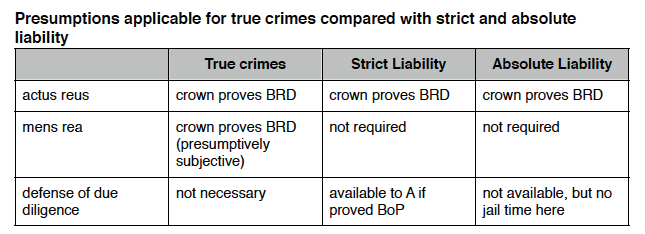 Presumptions applicable for true crimes compared with strict and absolute
liability
True crimes Strict Liability Absolute Liability
actus reus crown proves BRD crown proves BRD crown proves BRD
mens rea crown proves BRD not required not required
(presumptively
subjective)
defense of due not necessary available to A if not available, but no
diligence proved BoP jail time here